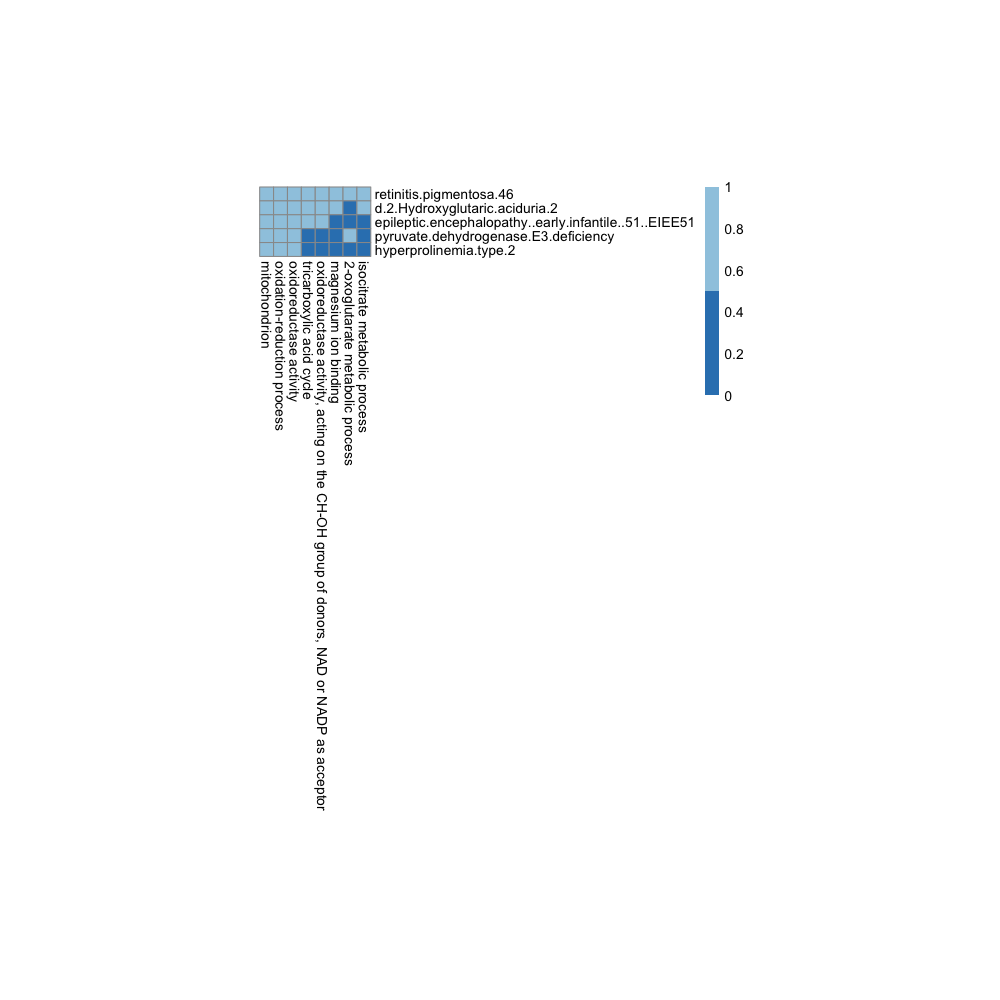 retinitis.pigmentosa.46
d.2.Hydroxyglutaric.aciduria.2
epileptic.encephalopathy..early.infantile..51..EIEE51
pyruvate.dehydrogenase.E3.deficiency
hyperprolinemia.type.2
mitochondrion
oxidation-reduction process
oxidoreductase activity
tricarboxylic acid cycle
oxidoreductase activity, acting on the CH-OH group of donors, NAD or NADP as acceptor
magnesium ion binding
2-oxoglutarate metabolic process
isocitrate metabolic process
1
0.8
0.6
0.4
0.2
0